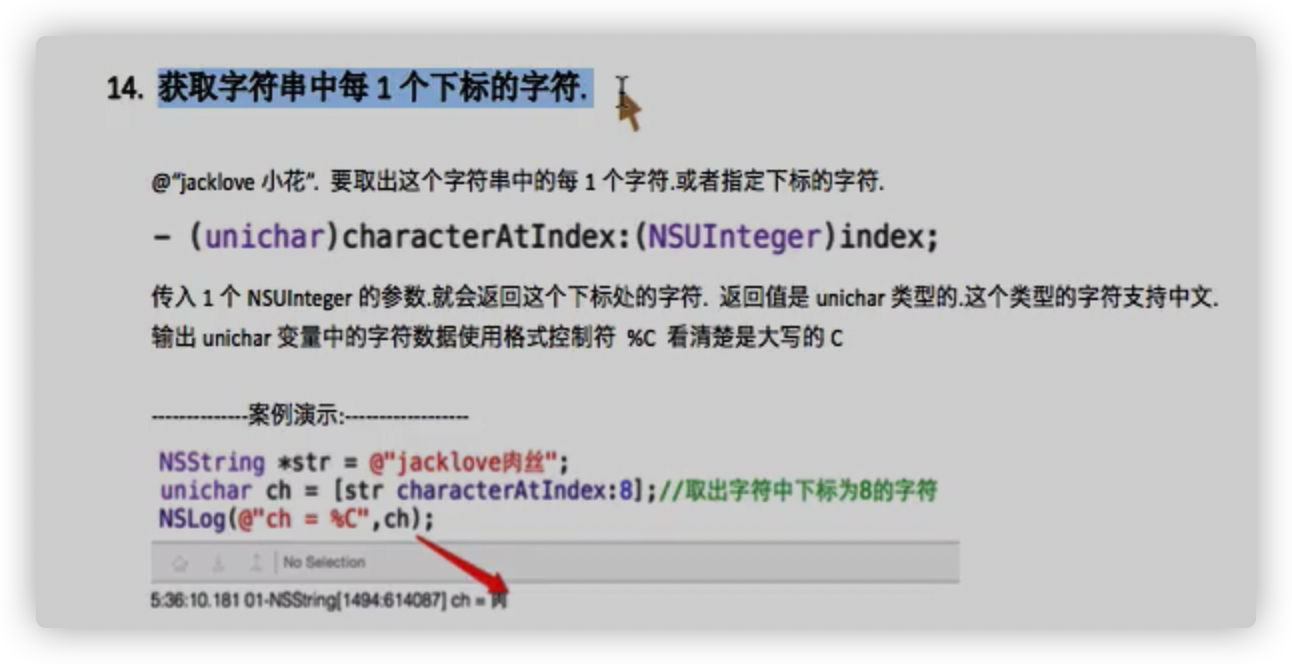 14. 获取字符串中每 1 个下标的字符.
@“jacklove 小花”. 要取出这个字符串中的每 1 个字符.或者指定下标的字符.
- (unichar)characterAtIndex:(NSUInteger)index;
传入 1 个 NSUInteger 的参数.就会返回这个下标处的字符. 返回值是 unichar 类型的.这个类型的字符支持中文.
输出 unichar 变量中的字符数据使用格式控制符 %C 看清楚是大写的 C
--------------案例演示:------------------
NSString *str = @"jacklove肉丝";
unichar ch = [str characterAtIndex:8];//取出字符中下标为8的字符
NSLog(@"ch = %C",ch);
No Selection
5:36:10.181 01-NSString[1494:614087] ch = 肉